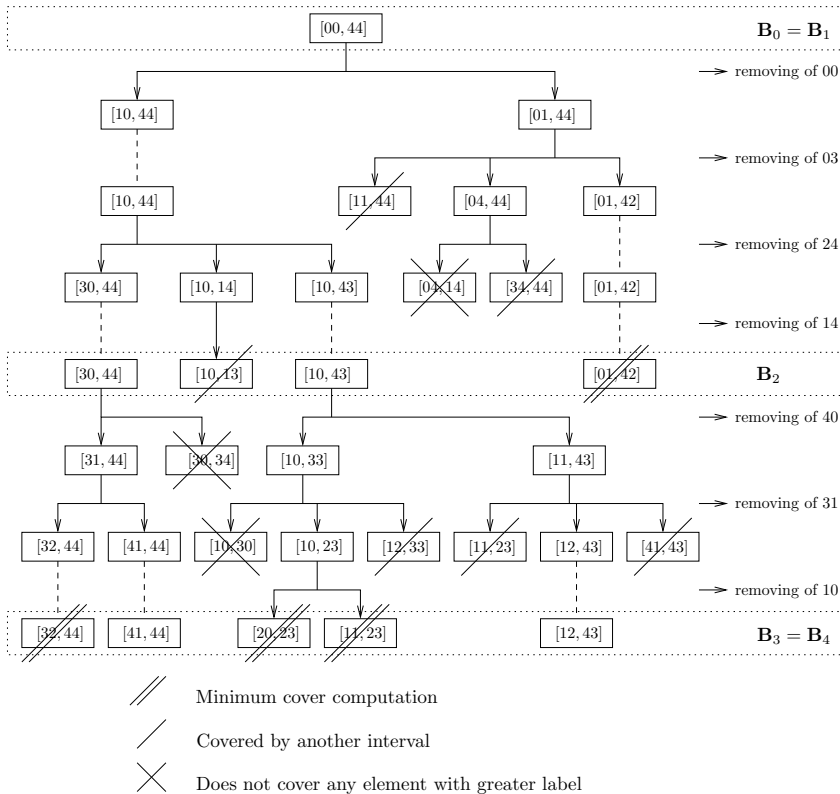 [00, 44]
B0 = B1
removing of 00
[10, 44]
[01, 44]
removing of 03
[10, 44]
[11, 44]
[04, 44]
[01, 42]
removing of 24
[30, 44]
[10, 14]
[10, 43]
[04, 14]
[34, 44]
[01, 42]
removing of 14
[30, 44]
[10, 13]
[10, 43]
[01, 42]
B2
removing of 40
[31, 44]
[30, 34]
[10, 33]
[11, 43]
removing of 31
[32, 44]
[41, 44]
[10, 30]
[10, 23]
[12, 33]
[11, 23]
[12, 43]
[41, 43]
removing of 10
[32, 44]
[41, 44]
[20, 23]
[11, 23]
[12, 43]
B3 = B4
Minimum cover computation
Covered by another interval
Does not cover any element with greater label